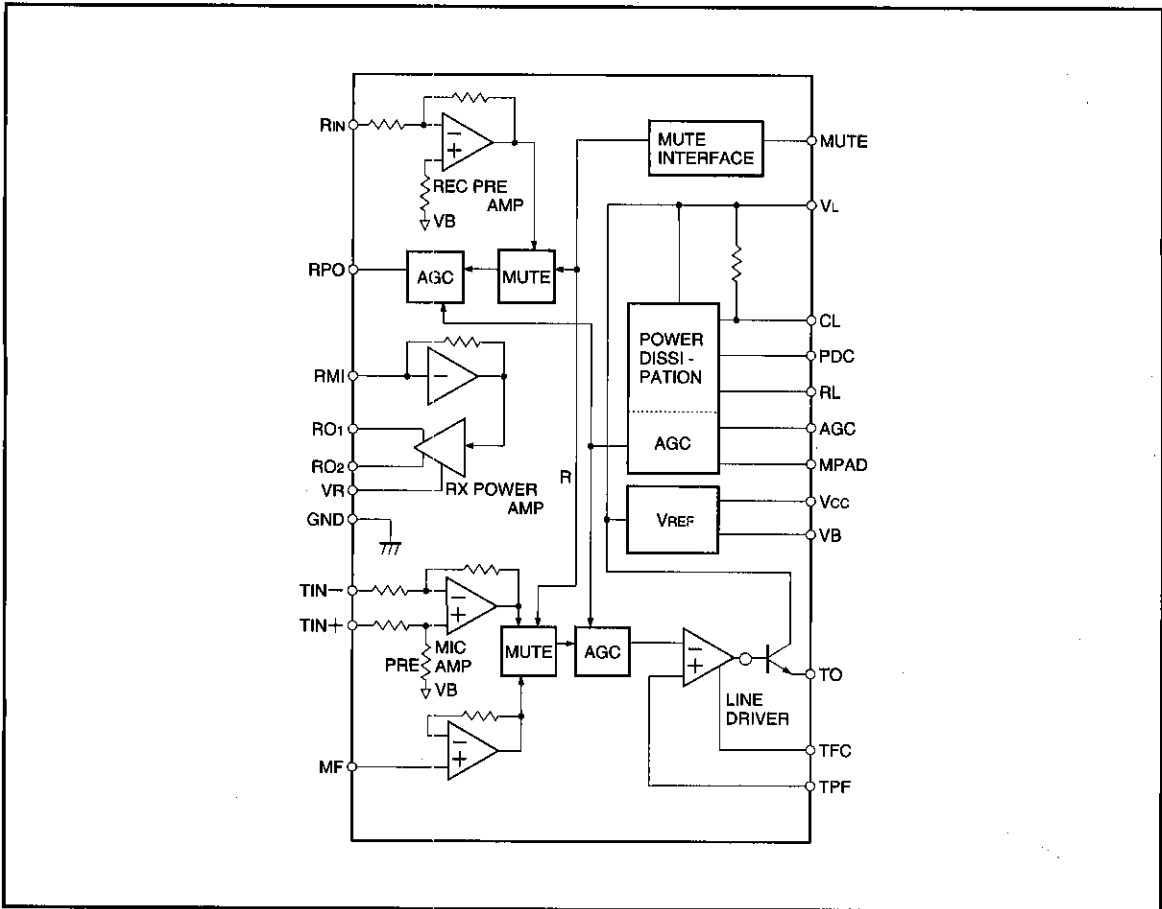 RIN
−
+
REC PRE
AMP
VB
MUTE
INTERFACE
MUTE
VL
RPO
AGC
MUTE
CL
POWER
DISSI -
PATION
PDC
RL
AGC
AGC
MPAD
RMI
−
RO1
RO2
VR
RX POWER
AMP
R
VREF
VCC
VB
GND
TIN−
TIN+
−
+
MIC
PRE AMP
VB
MUTE
AGC
−
+
LINE
DRIVER
TO
TFC
TPF
MF
−
+